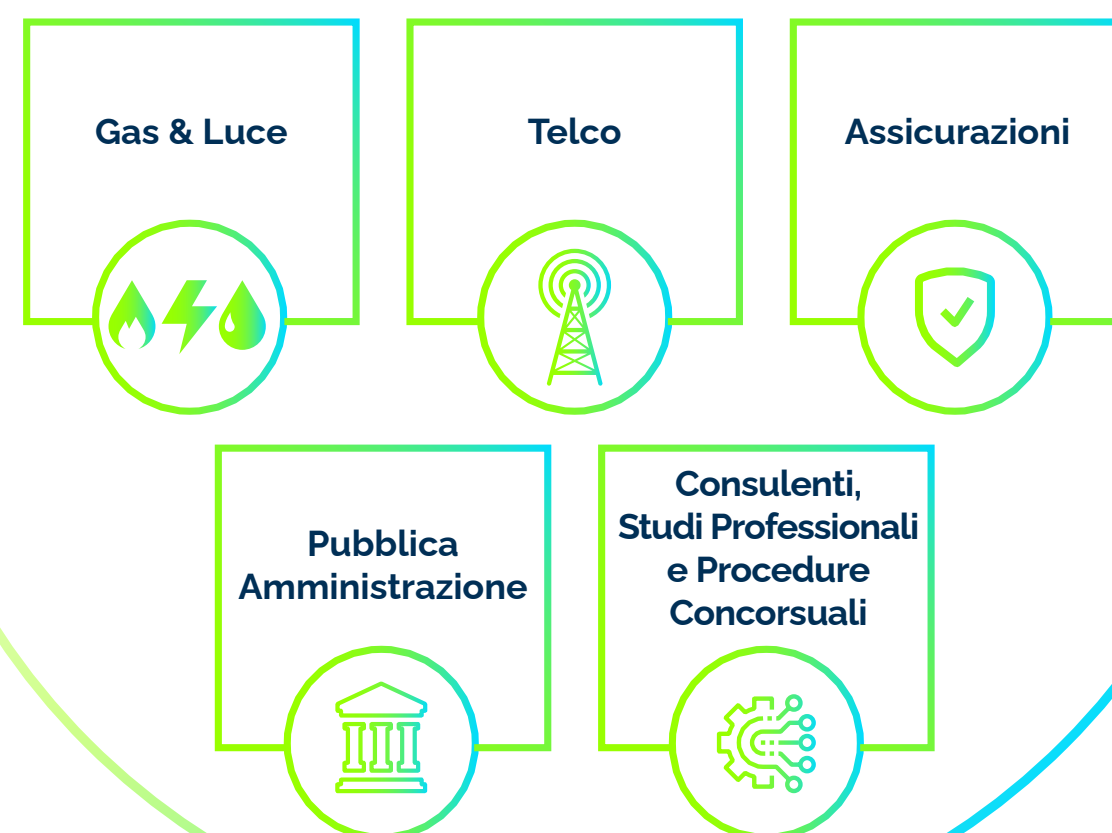 Gas & Luce
Telco
Assicurazioni
Pubblica
Amministrazione
Consulenti,
Studi Professionali
e Procedure
Concorsuali